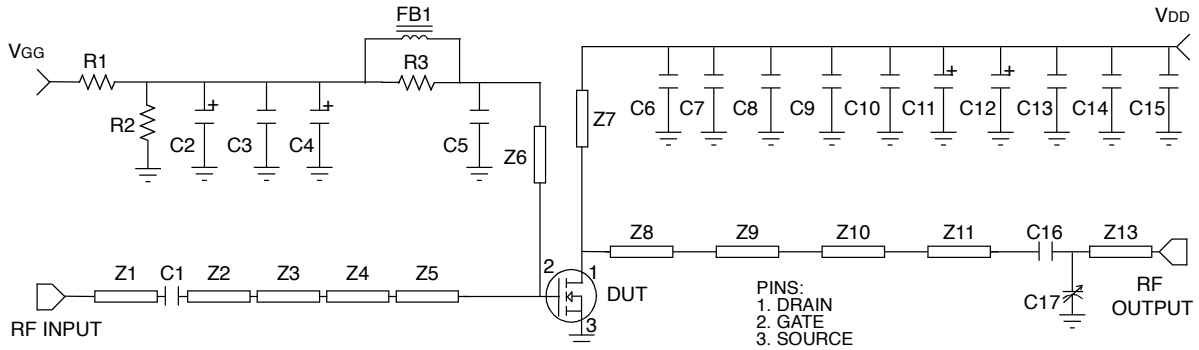 FB1
VDD
VGG
R1
R3
R2
C2
C3
C4
C5
Z6
Z7
C6
C7
C8
C9
C10
C11
C12
C13
C14
C15
+
+
+
+
Z8
Z9
Z10
Z11
C16
Z13
Z1
C1
Z2
Z3
Z4
Z5
2
1
3
DUT
PINS:
1. DRAIN
2. GATE
3. SOURCE
C17
RF
OUTPUT
RF INPUT